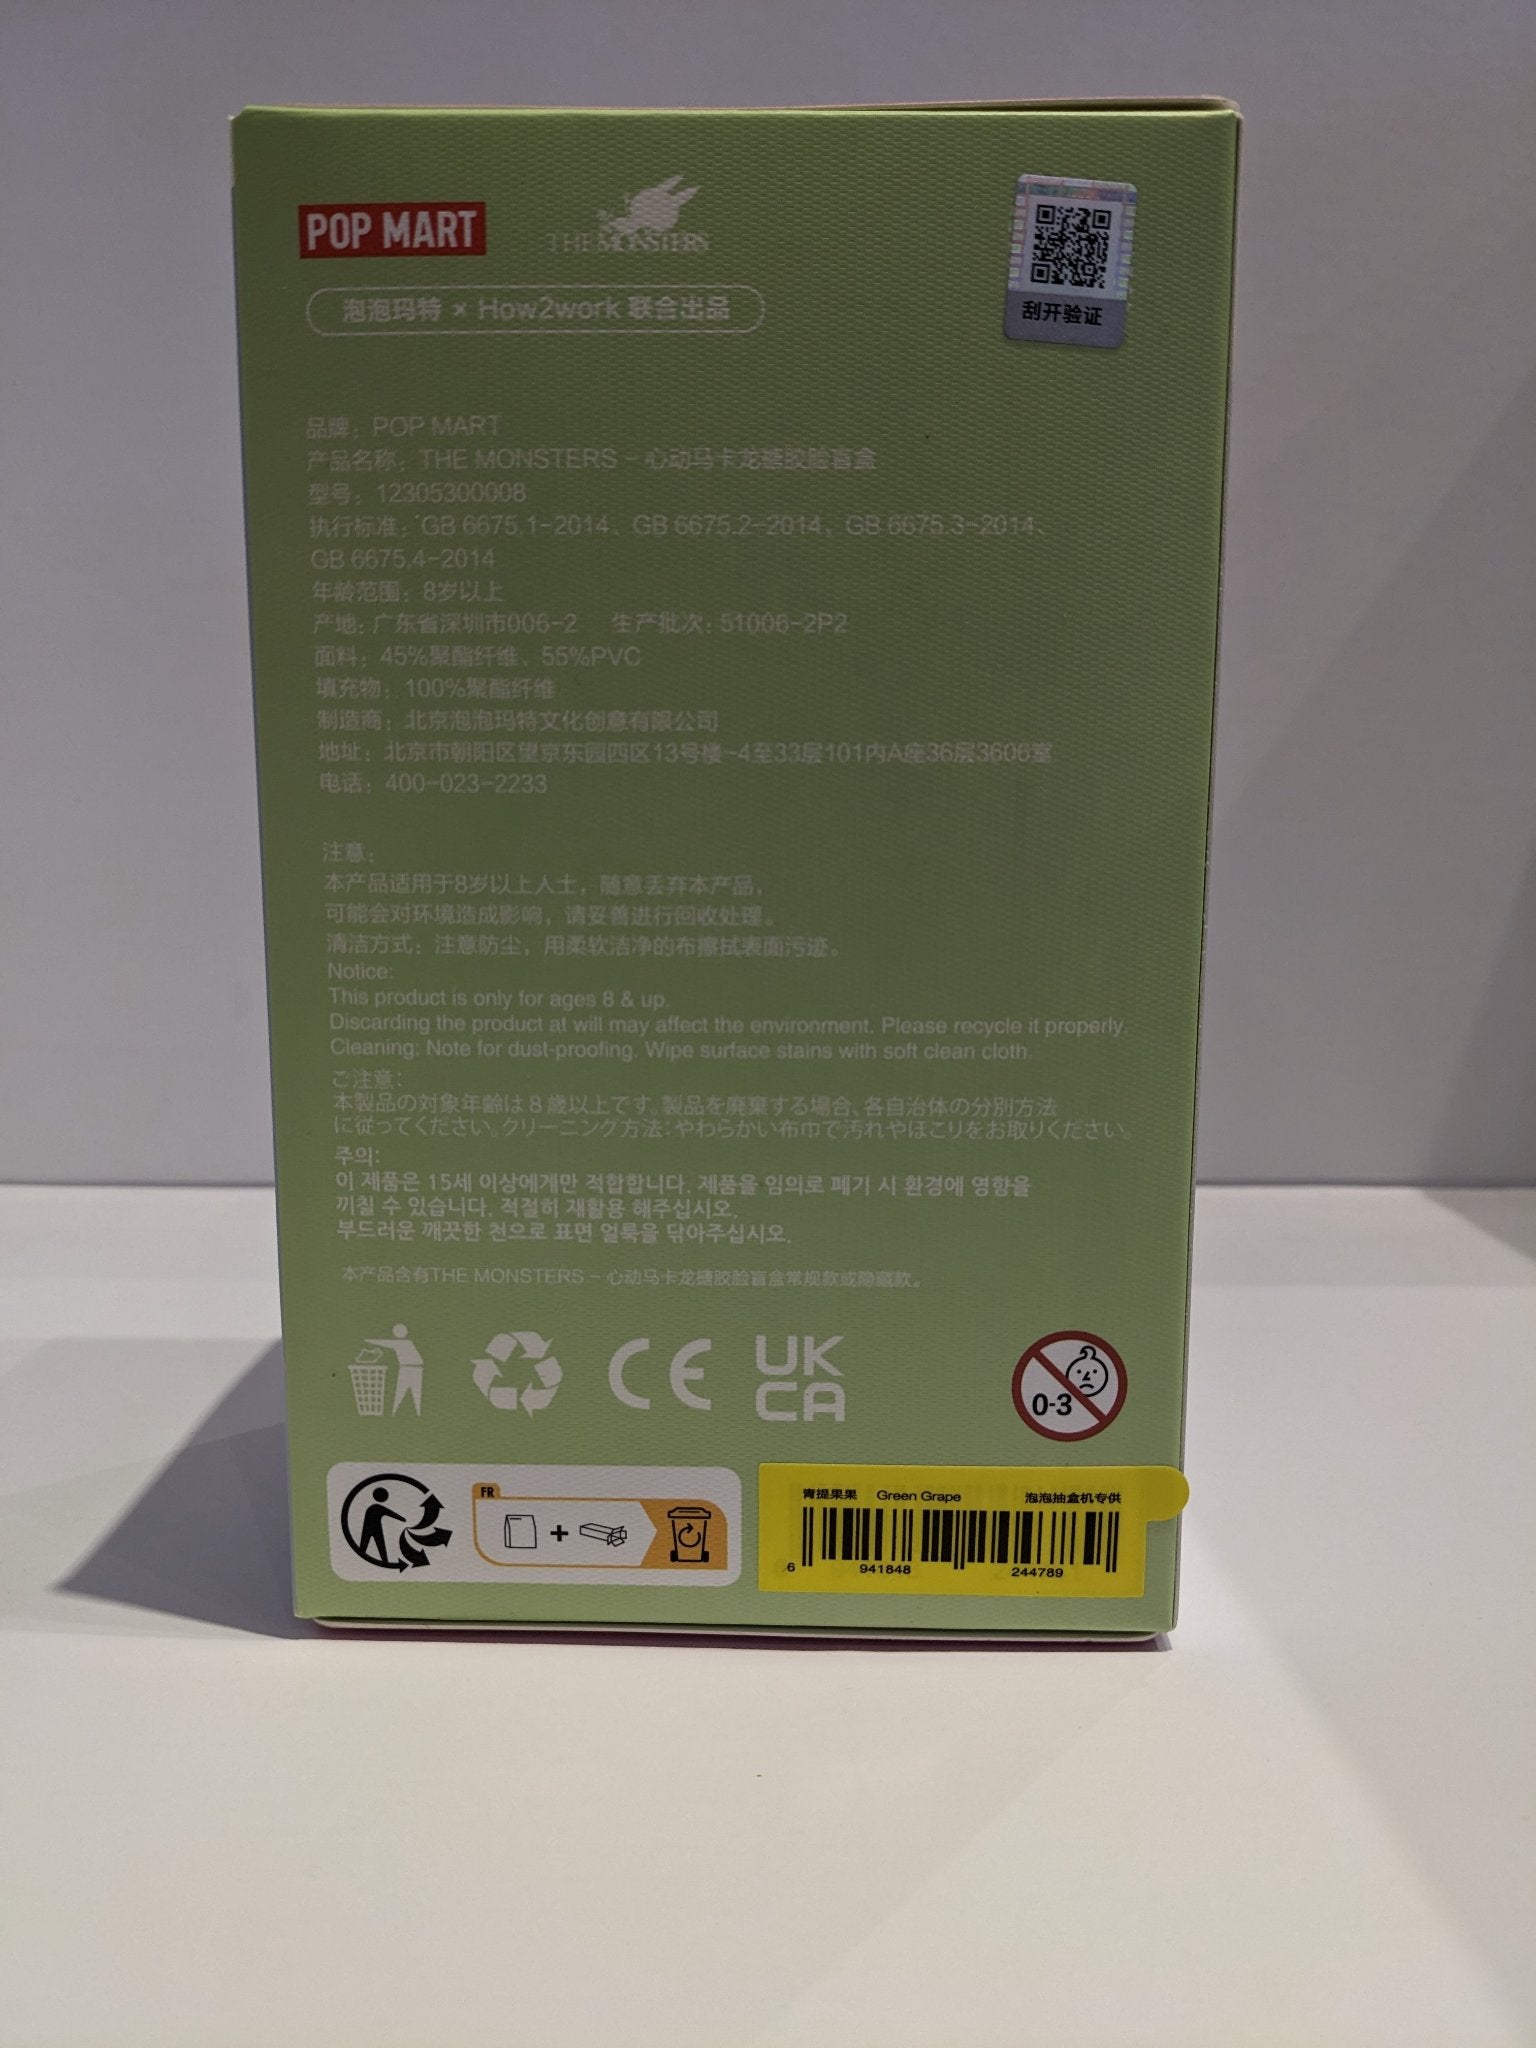 POP MART
THE MONSTERS
泡泡玛特 × How2work 联合出品
刮开验证
品牌：POP MART
产品名称：THE MONSTERS - 心动马卡龙搪胶脸盲盒
型号：12305300008
执行标准：GB 6675.1-2014、GB 6675.2-2014、GB 6675.3-2014、
GB 6675.4-2014
年龄范围：8岁以上
产地：广东省深圳市006-2 生产批次：51006-2P2
面料：45%聚酯纤维、55%PVC
填充物：100%聚酯纤维
制造商：北京泡泡玛特文化创意有限公司
地址：北京市朝阳区望京东园四区13号楼-4至33层101内A座36层3606室
电话：400-023-2233
注意：
本产品适用于8岁以上人士，随意丢弃本产品，
可能会对环境造成影响，请妥善进行回收处理。
清洁方式：注意防尘，用柔软洁净的布擦拭表面污迹。
Notice:
This product is only for ages 8 & up.
Discarding the product at will may affect the environment. Please recycle it properly.
Cleaning: Note for dust-proofing. Wipe surface stains with soft clean cloth.
ご注意：
本製品の対象年齢は８歳以上です。製品を廃棄する場合、各自治体の分別方法
に従ってください。クリーニング方法：やわらかい布巾で汚れやほこりをお取りください。
주의:
이 제품은 15세 이상에게만 적합합니다. 제품을 임의로 폐기 시 환경에 영향을
끼칠 수 있습니다. 적절히 재활용 해주십시오.
부드러운 깨끗한 천으로 표면 얼룩을 닦아주십시오.
本产品含有THE MONSTERS - 心动马卡龙搪胶脸盲盒常规款或隐藏款。
CE
UK
CA
0-3
FR
+
青提果果 Green Grape 泡泡抽盒机专供
6 941848 244789